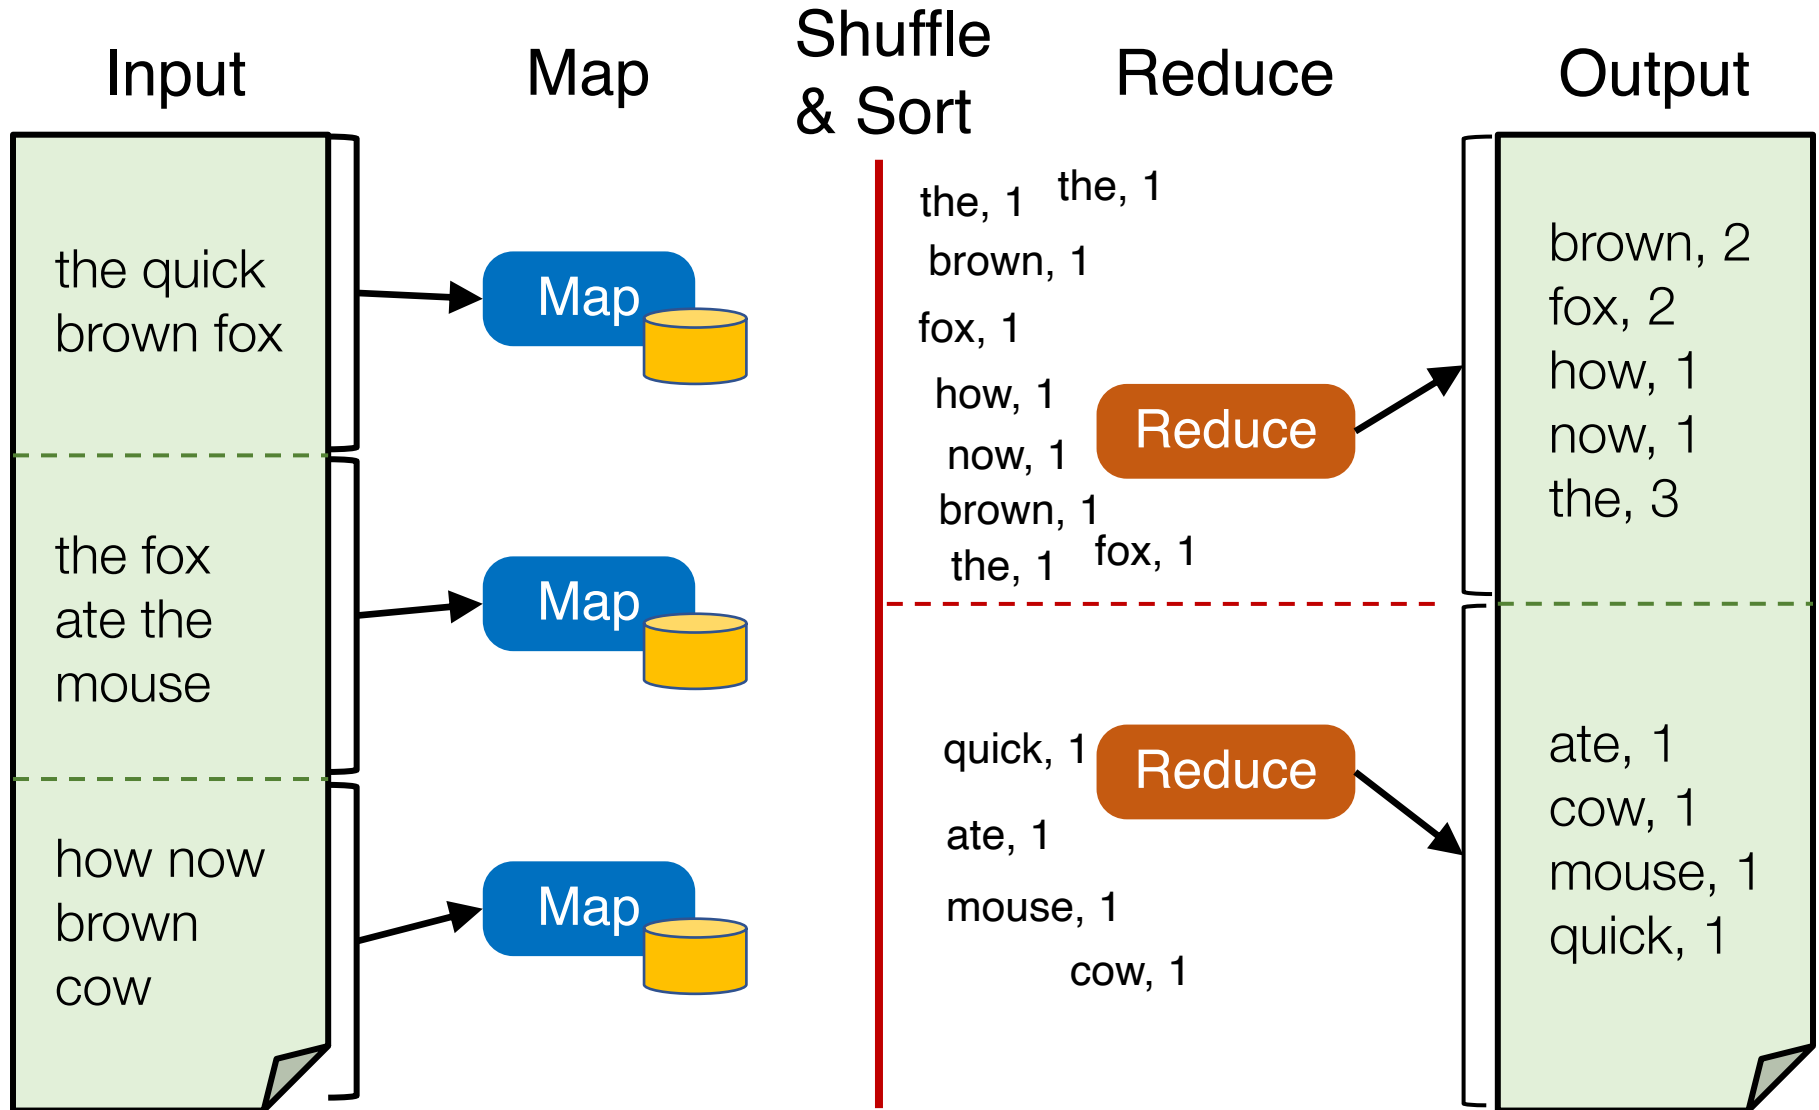 Input
Map
Shuffle
& Sort
Reduce
Output
the quick
brown fox
the fox
ate the
mouse
how now
brown
cow
Map
Map
Map
the, 1
the, 1
brown, 1
fox, 1
how, 1
now, 1
brown, 1
the, 1
fox, 1
Reduce
quick, 1
ate, 1
mouse, 1
cow, 1
Reduce
brown, 2
fox, 2
how, 1
now, 1
the, 3
ate, 1
cow, 1
mouse, 1
quick, 1